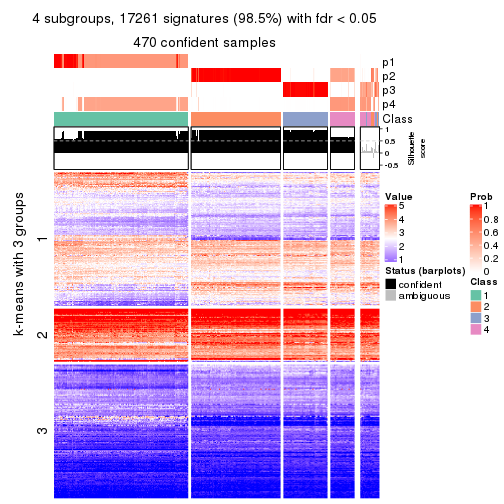 4 subgroups, 17261 signatures (98.5%) with fdr < 0.05
470 confident samples
p1
p2
p3
p4
Class
1
0.5
0
-0.5
Silhouette
score
k-means with 3 groups
1
2
3
Value
5
4
3
2
1
Status (barplots)
confident
ambiguous
Prob
1
0.8
0.6
0.4
0.2
0
Class
1
2
3
4